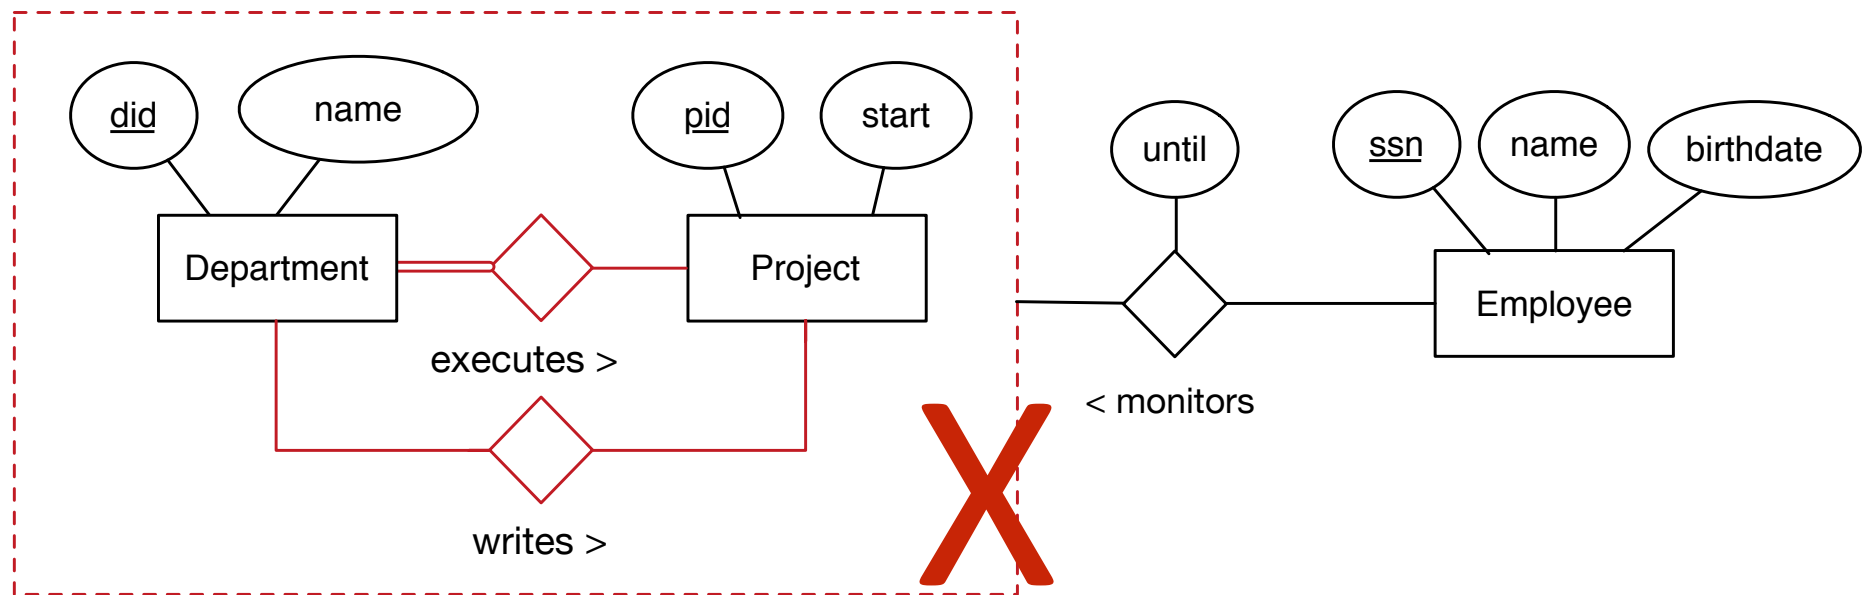 did
name
pid
start
until
ssn
name
birthdate
Department
Project
Employee
executes >
< monitors
writes >
X